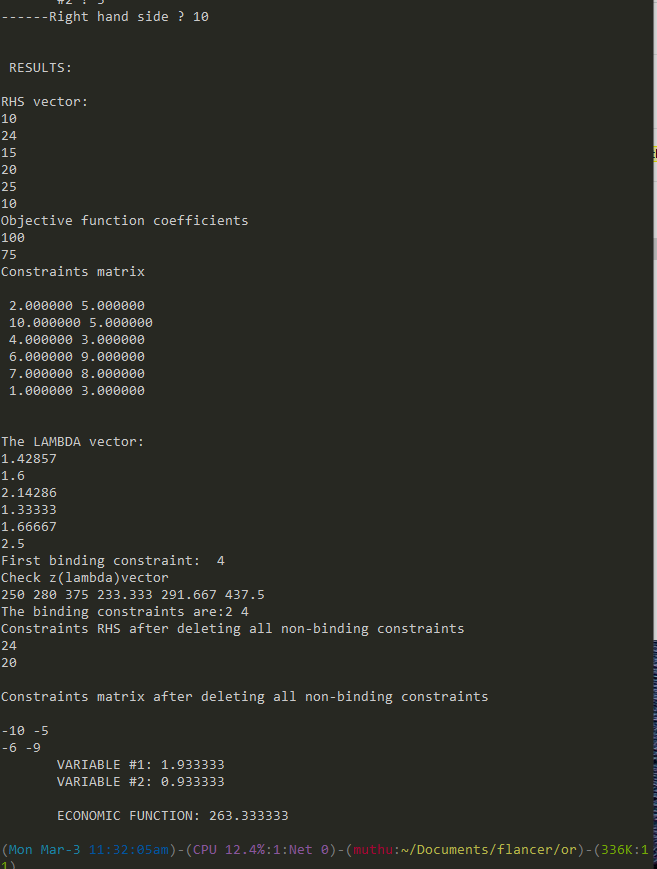 #2 ? 5
------Right hand side ? 10
RESULTS:
RHS vector:
10
24
15
20
25
10
Objective function coefficients
100
75
Constraints matrix
2.000000 5.000000
10.000000 5.000000
4.000000 3.000000
6.000000 9.000000
7.000000 8.000000
1.000000 3.000000
The LAMBDA vector:
1.42857
1.6
2.14286
1.33333
1.66667
2.5
First binding constraint:  4
Check z(lambda)vector
250 280 375 233.333 291.667 437.5
The binding constraints are:2 4
Constraints RHS after deleting all non-binding constraints
24
20
Constraints matrix after deleting all non-binding constraints
-10 -5
-6 -9
VARIABLE #1: 1.933333
VARIABLE #2: 0.933333
ECONOMIC FUNCTION: 263.333333
(Mon Mar-3 11:32:05am)-(CPU 12.4%:1:Net 0)-(muthu:~/Documents/flancer/or)-(336K:1
1)